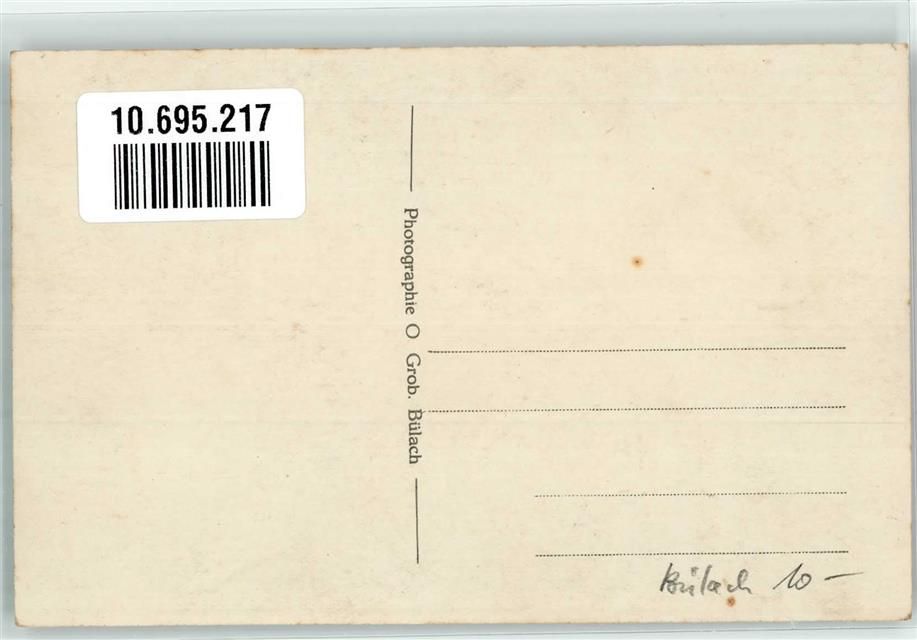 10.695.217
Photographie O Grob. Bülach
Bülach 10 –